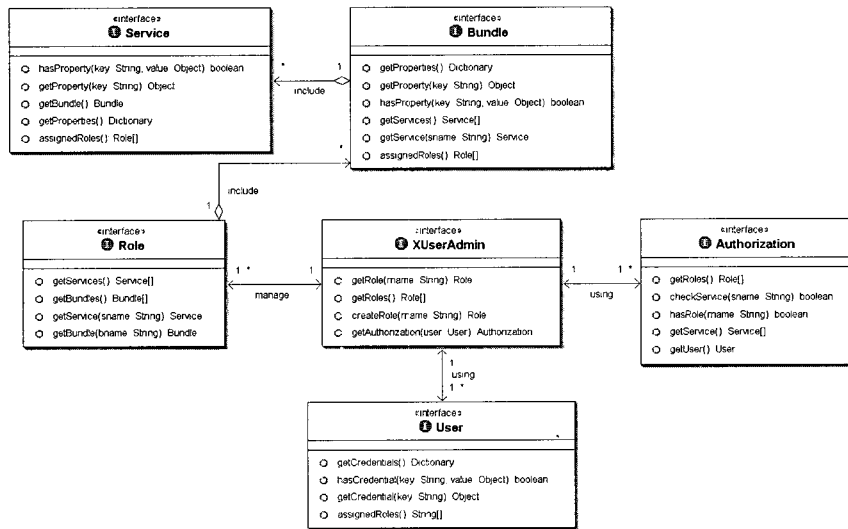 «interface»
Service
hasProperty(key String, value Object) boolean
getProperty(key String) Object
getBundle() Bundle
getProperties() Dictionary
assignedRoles() Role[]
* 1
include
«interface»
Bundle
getProperties() Dictionary
getProperty(key String) Object
hasProperty(key String, value Object) boolean
getServices() Service[]
getService(sname String) Service
assignedRoles() Role[]
*
include
1
«interface»
Role
getServices() Service[]
getBundles() Bundle[]
getService(sname String) Service
getBundle(bname String) Bundle
1 * 1
manage
«interface»
XUserAdmin
getRole(rname String) Role
getRoles() Role[]
createRole(rname String) Role
getAuthorization(user User) Authorization
1 1 *
using
«interface»
Authorization
getRoles() Role[]
checkService(sname String) boolean
hasRole(rname String) boolean
getService() Service[]
getUser() User
1
using
1 *
«interface»
User
getCredentials() Dictionary
hasCredential(key String, value Object) boolean
getCredential(key String) Object
assignedRoles() String[]